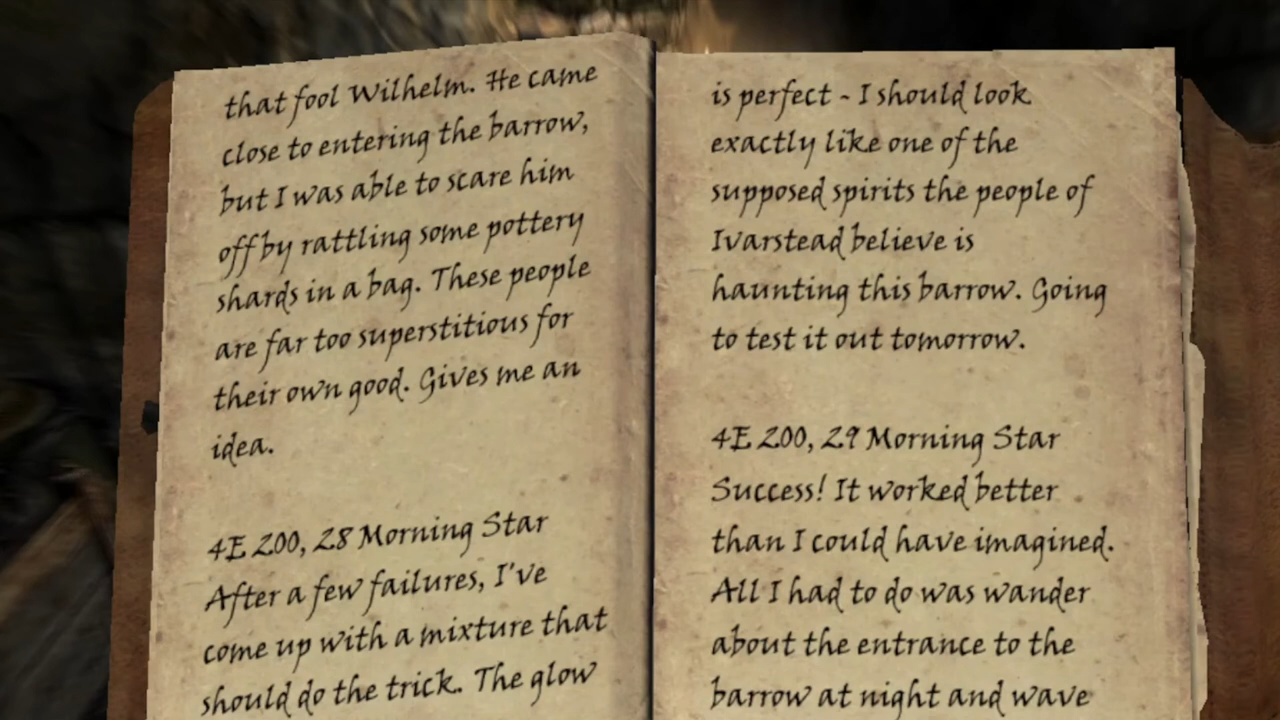 that fool Wilhelm. He came
close to entering the barrow,
but I was able to scare him
off by rattling some pottery
shards in a bag. These people
are far too superstitious for
their own good. Gives me an
idea.
4E 200, 28 Morning Star
After a few failures, I've
come up with a mixture that
should do the trick. The glow
is perfect - I should look
exactly like one of the
supposed spirits the people of
Ivarstead believe is
haunting this barrow. Going
to test it out tomorrow.
4E 200, 29 Morning Star
Success! It worked better
than I could have imagined.
All I had to do was wander
about the entrance to the
barrow at night and wave